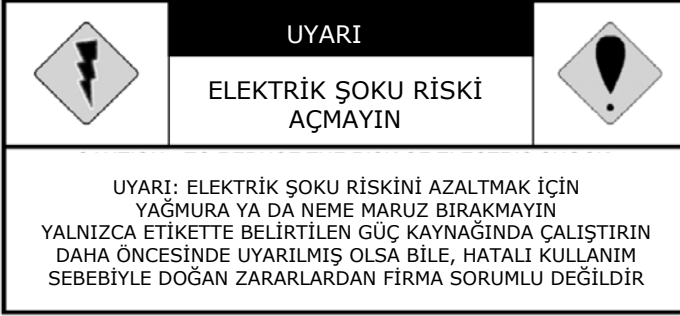 UYARI
ELEKTRİK ŞOKU RİSKİ
AÇMAYIN
UYARI: ELEKTRİK ŞOKU RİSKİNİ AZALTMAK İÇİN
YAĞMURA YA DA NEME MARUZ BIRAKMAYIN
YALNIZCA ETİKETTE BELİRTİLEN GÜÇ KAYNAĞINDA ÇALIŞTIRIN
DAHA ÖNCESİNDE UYARILMIŞ OLSA BİLE, HATALI KULLANIM
SEBEBİYLE DOĞAN ZARARLARDAN FİRMA SORUMLU DEĞİLDİR